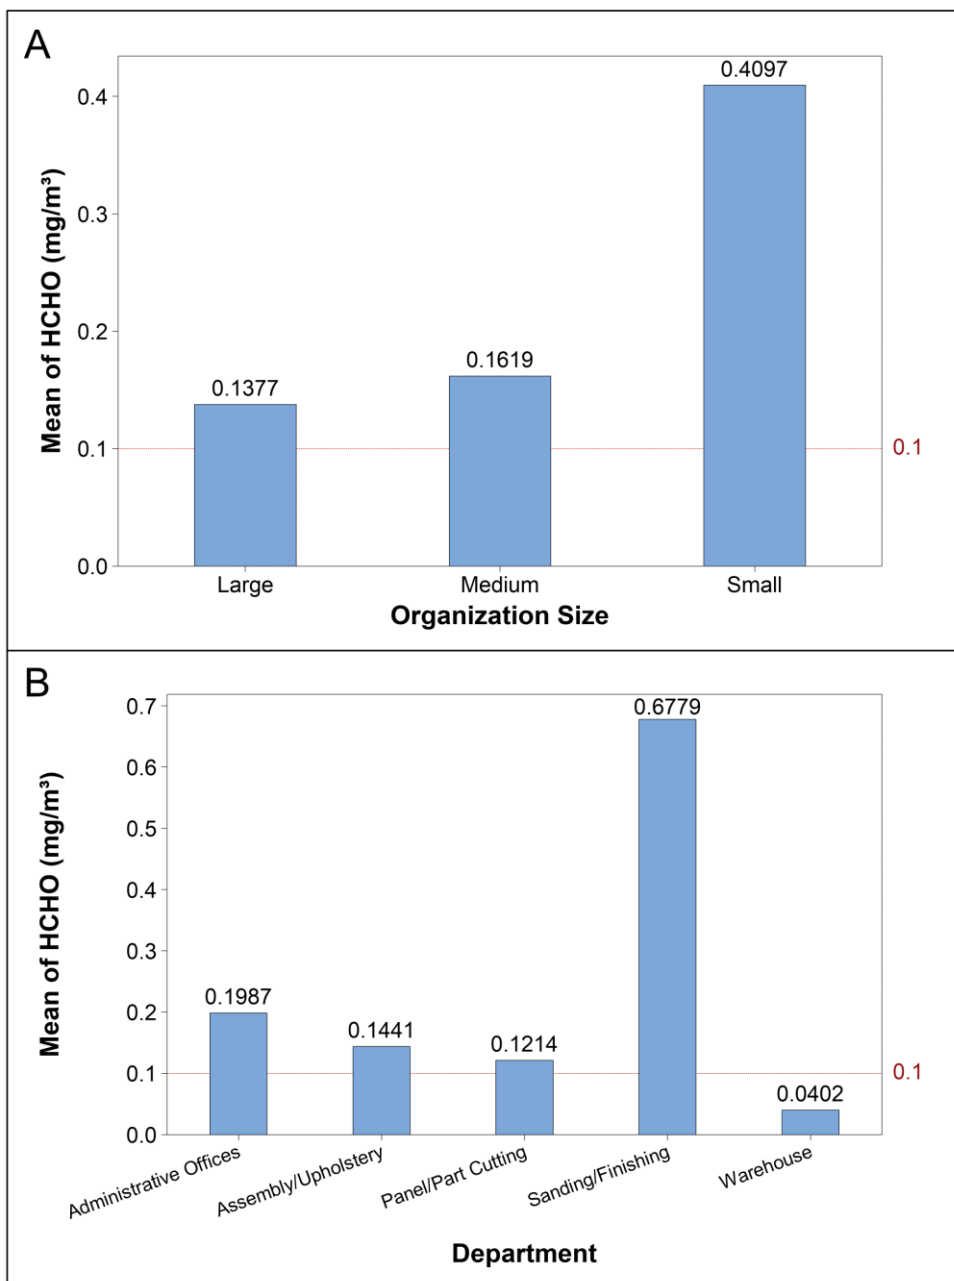 A
0.4097
0.4
Mean of HCHO (mg/m³)
0.3
0.2
0.1619
0.1377
0.1
0.1
0.0
Large Medium Small
Organization Size
B
0.7
0.6779
0.6
Mean of HCHO (mg/m³)
0.5
0.4
0.3
0.2
0.1987
0.1441
0.1214
0.1
0.1
0.0402
0.0
Administrative Offices
Assembly/Upholstery
Panel/Part Cutting
Sanding/Finishing
Warehouse
Department